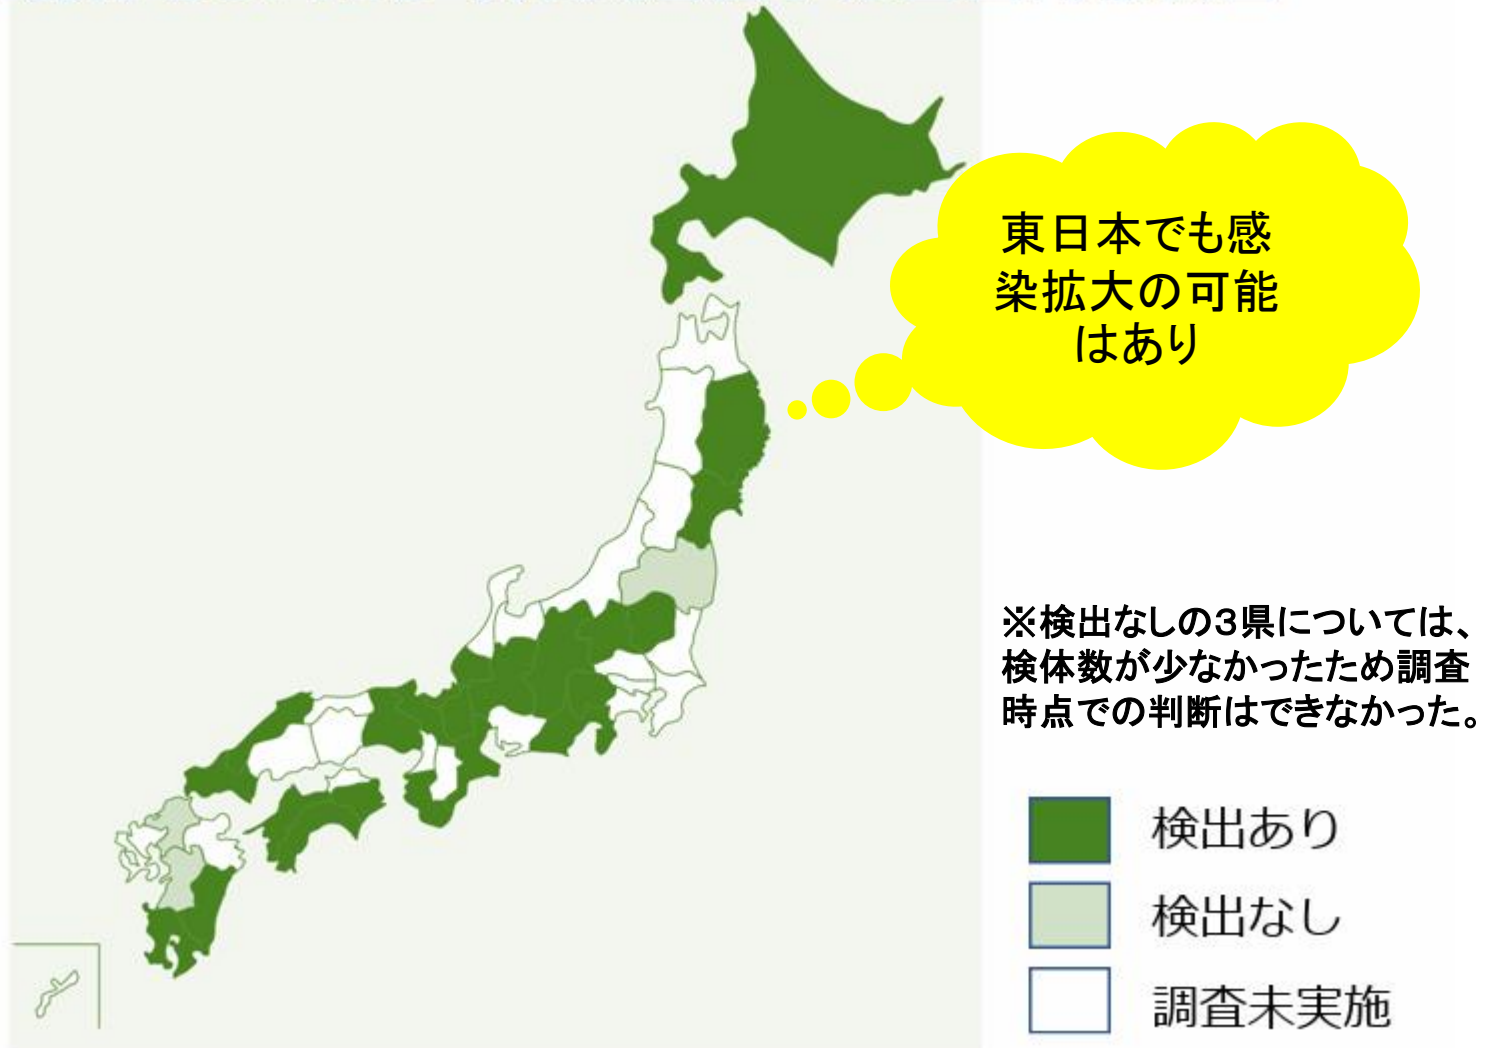 東日本でも感
染拡大の可能
はあり
※検出なしの3県については、
検体数が少なかったため調査
時点での判断はできなかった。
検出あり
検出なし
調査未実施